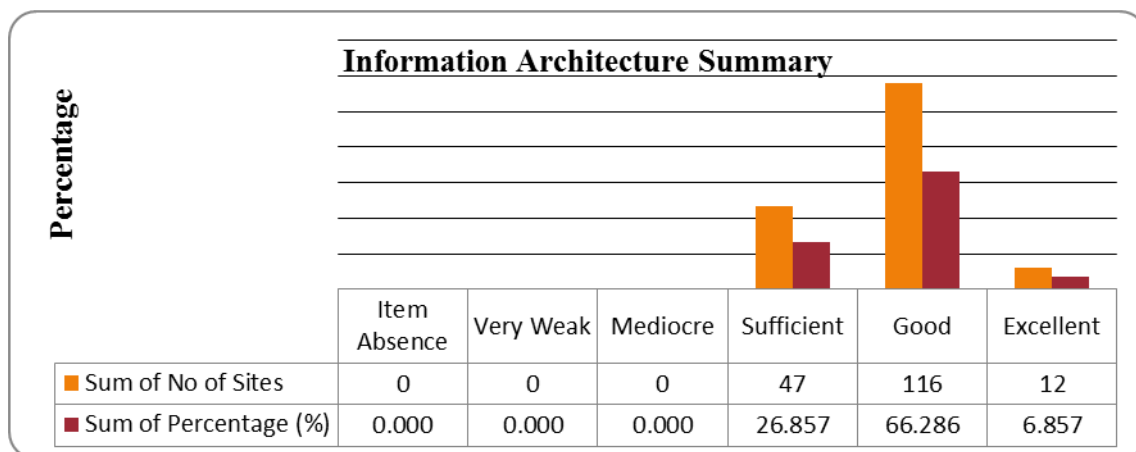 Information Architecture Summary
Percentage
Item Absence Very Weak Mediocre Sufficient Good Excellent
Sum of No of Sites 0 0 0 47 116 12
Sum of Percentage (%) 0.000 0.000 0.000 26.857 66.286 6.857